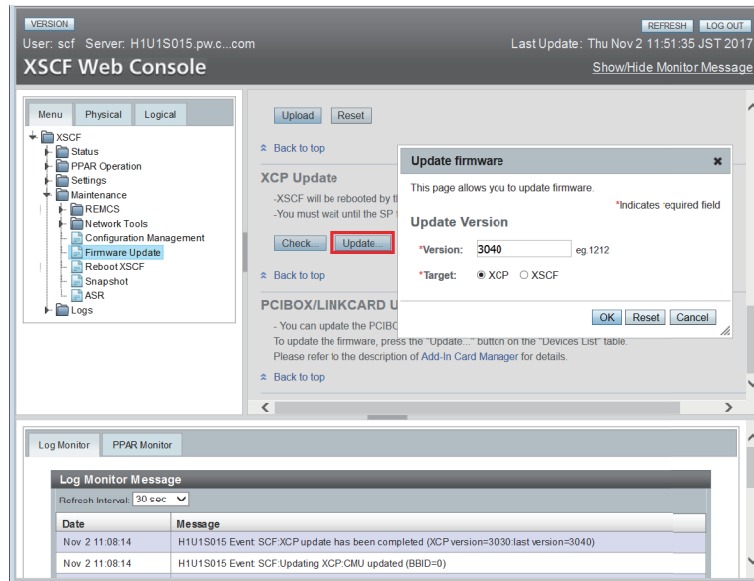 VERSION
REFRESH LOG OUT
User: scf Server: H1U1S015.pw.c...com
Last Update: Thu Nov 2 11:51:35 JST 2017
XSCF Web Console
Show/Hide Monitor Message
Menu Physical Logical
XSCF
Status
PPAR Operation
Settings
Maintenance
REMCS
Network Tools
Configuration Management
Firmware Update
Reboot XSCF
Snapshot
ASR
Logs
Upload Reset
Back to top
XCP Update
-XSCF will be rebooted by
-You must wait until the SP
Check... Update...
Back to top
PCIBOX/LINKCARD U
- You can update the PCIBC
To update the firmware, press the "Update..." button on the "Devices List" table.
Please refer to the description of Add-In Card Manager for details.
Back to top
Update firmware
This page allows you to update firmware.
*Indicates required field
Update Version
*Version: 3040 eg.1212
*Target: XCP XSCF
OK Reset Cancel
Log Monitor PPAR Monitor
Log Monitor Message
Refresh Interval: 30 sec
Date Message
Nov 2 11:08:14 H1U1S015 Event: SCF:XCP update has been completed (XCP version=3030:last version=3040)
Nov 2 11:08:14 H1U1S015 Event: SCF:Updating XCP:CMU updated (BBID=0)